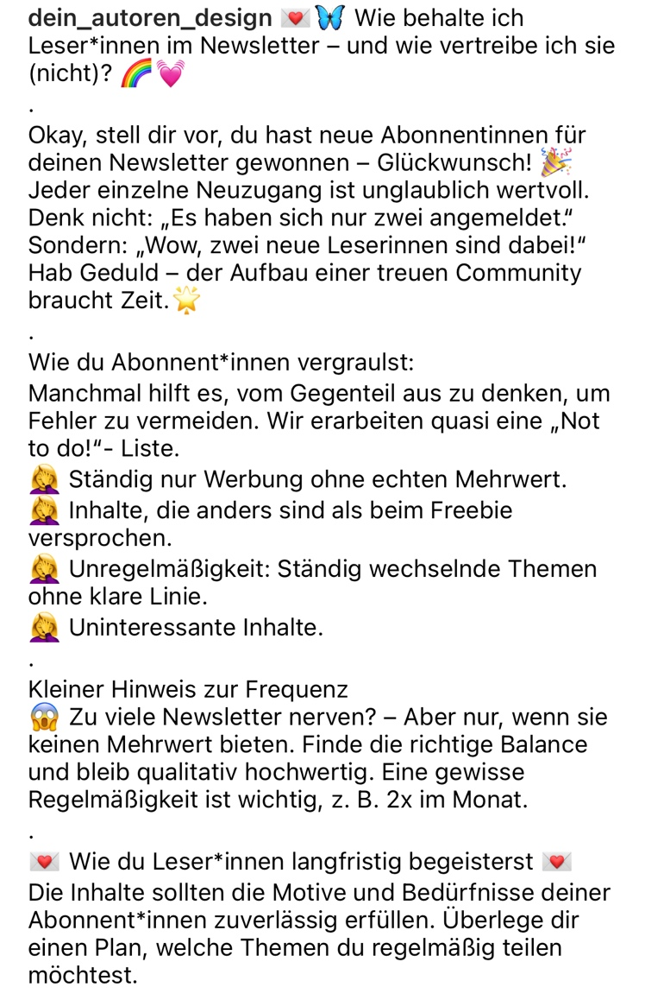 dein_autoren_design 💌🦋 Wie behalte ich
Leser*innen im Newsletter – und wie vertreibe ich sie
(nicht)? 🌈💓
.
Okay, stell dir vor, du hast neue Abonnentinnen für
deinen Newsletter gewonnen – Glückwunsch! 🎉
Jeder einzelne Neuzugang ist unglaublich wertvoll.
Denk nicht: „Es haben sich nur zwei angemeldet.“
Sondern: „Wow, zwei neue Leserinnen sind dabei!“
Hab Geduld – der Aufbau einer treuen Community
braucht Zeit.🌟
.
Wie du Abonnent*innen vergraulst:
Manchmal hilft es, vom Gegenteil aus zu denken, um
Fehler zu vermeiden. Wir erarbeiten quasi eine „Not
to do!“- Liste.
🤦‍♀️ Ständig nur Werbung ohne echten Mehrwert.
🤦‍♀️ Inhalte, die anders sind als beim Freebie
versprochen.
🤦‍♀️ Unregelmäßigkeit: Ständig wechselnde Themen
ohne klare Linie.
🤦‍♀️ Uninteressante Inhalte.
.
Kleiner Hinweis zur Frequenz
😱 Zu viele Newsletter nerven? – Aber nur, wenn sie
keinen Mehrwert bieten. Finde die richtige Balance
und bleib qualitativ hochwertig. Eine gewisse
Regelmäßigkeit ist wichtig, z. B. 2x im Monat.
.
💌 Wie du Leser*innen langfristig begeisterst 💌
Die Inhalte sollten die Motive und Bedürfnisse deiner
Abonnent*innen zuverlässig erfüllen. Überlege dir
einen Plan, welche Themen du regelmäßig teilen
möchtest.